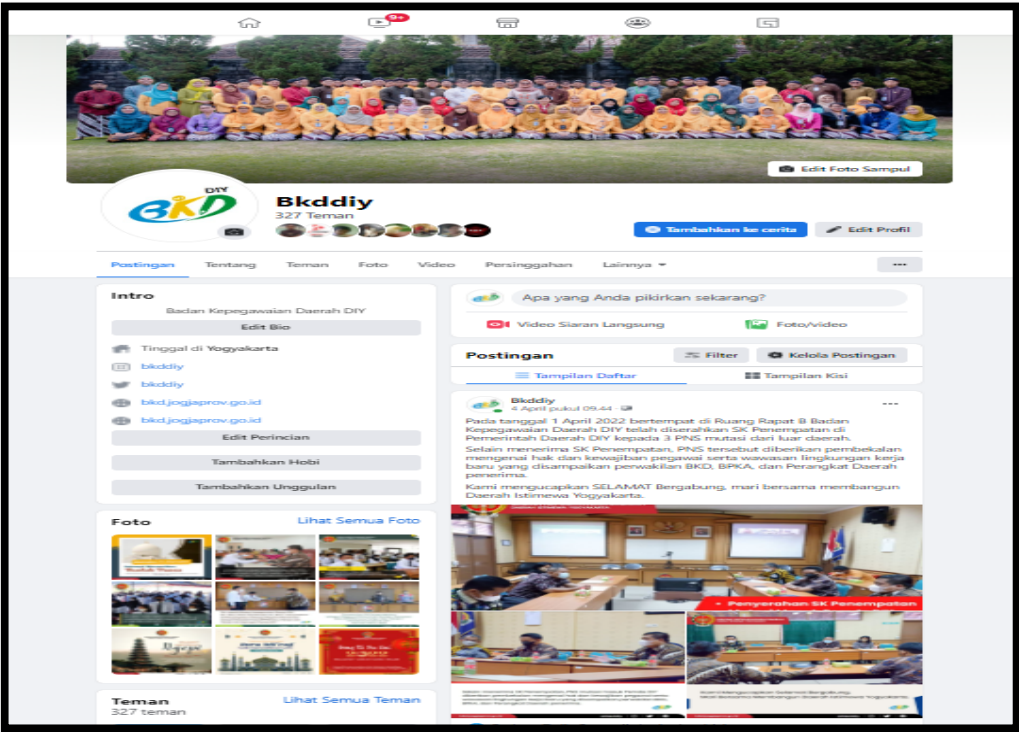 9+
Edit Foto Sampul
BKD DIY
Bkddiy
327 Teman
Tambahkan ke cerita
Edit Profil
Postingan Tentang Teman Foto Video Persinggahan Lainnya
Intro
Badan Kepegawaian Daerah DIY
Edit Bio
Tinggal di Yogyakarta
bkddiy
bkddiy
bkd.jogjaprov.go.id
bkd.jogjaprov.go.id
Edit Perincian
Tambahkan Hobi
Tambahkan Unggulan
Foto
Lihat Semua Foto
Teman
Lihat Semua Teman
327 teman
Apa yang Anda pikirkan sekarang?
Video Siaran Langsung
Foto/video
Postingan
Filter
Kelola Postingan
Tampilan Daftar
Tampilan Kisi
Bkddiy
4 April pukul 09.44
Pada tanggal 1 April 2022 bertempat di Ruang Rapat B Badan
Kepegawaian Daerah DIY telah diserahkan SK Penempatan di
Pemerintah Daerah DIY kepada 3 PNS mutasi dari luar daerah.
Selain menerima SK Penempatan, PNS tersebut diberikan pembekalan
mengenai hak dan kewajiban pegawai serta wawasan lingkungan kerja
baru yang disampaikan perwakilan BKD, BPKA, dan Perangkat Daerah
penerima.
Kami mengucapkan SELAMAT Bergabung, mari bersama membangun
Daerah Istimewa Yogyakarta.
Penyerahan SK Penempatan